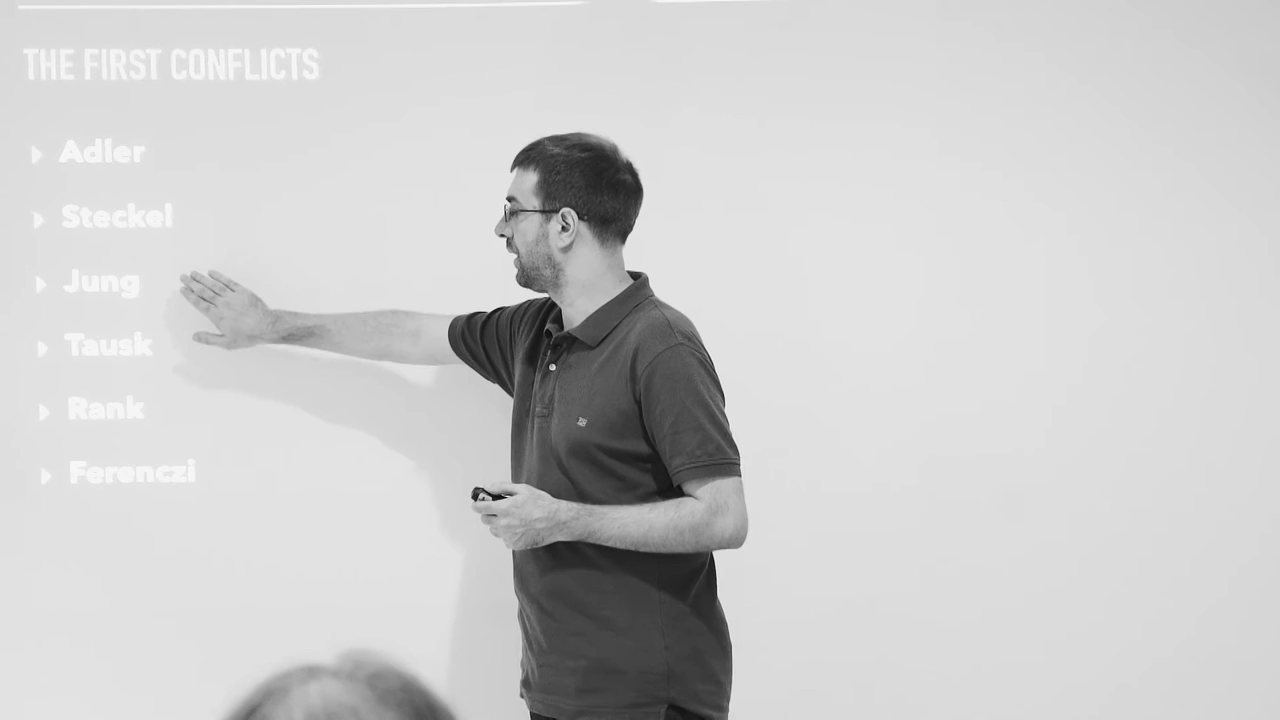 THE FIRST CONFLICTS
Adler
Steckel
Jung
Tausk
Rank
Ferenczi